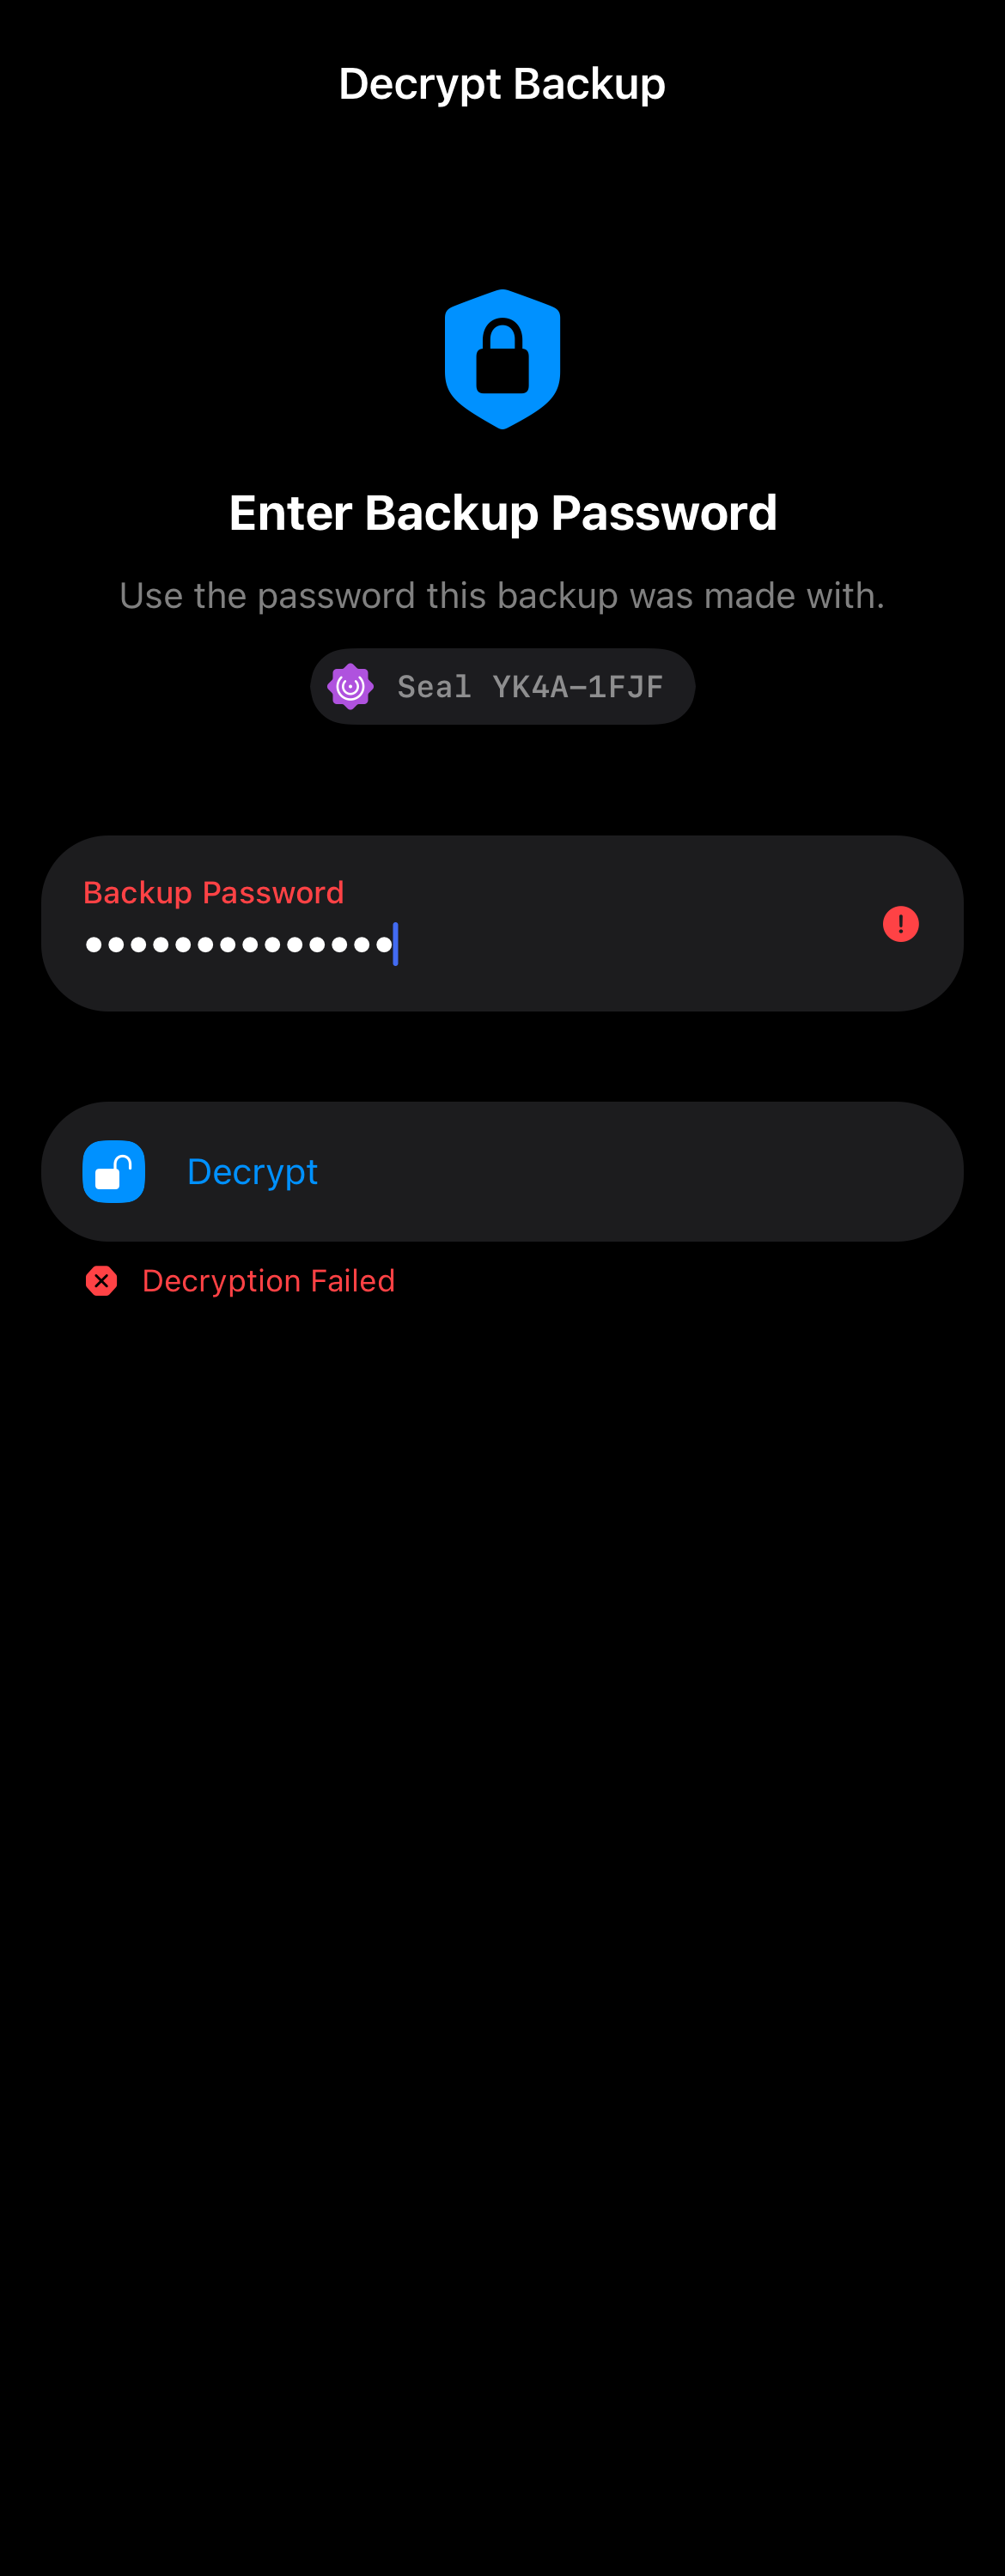 Decrypt Backup
Enter Backup Password
Use the password this backup was made with.
Seal YK4A–1FJF
Backup Password
●●●●●●●●●●●●●●
Decrypt
Decryption Failed